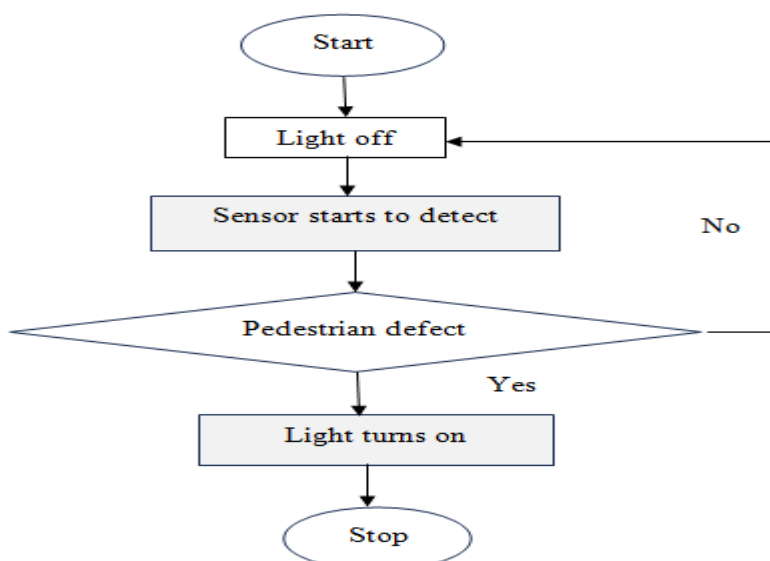 Start
Light off
Sensor starts to detect
No
Pedestrian defect
Yes
Light turns on
Stop